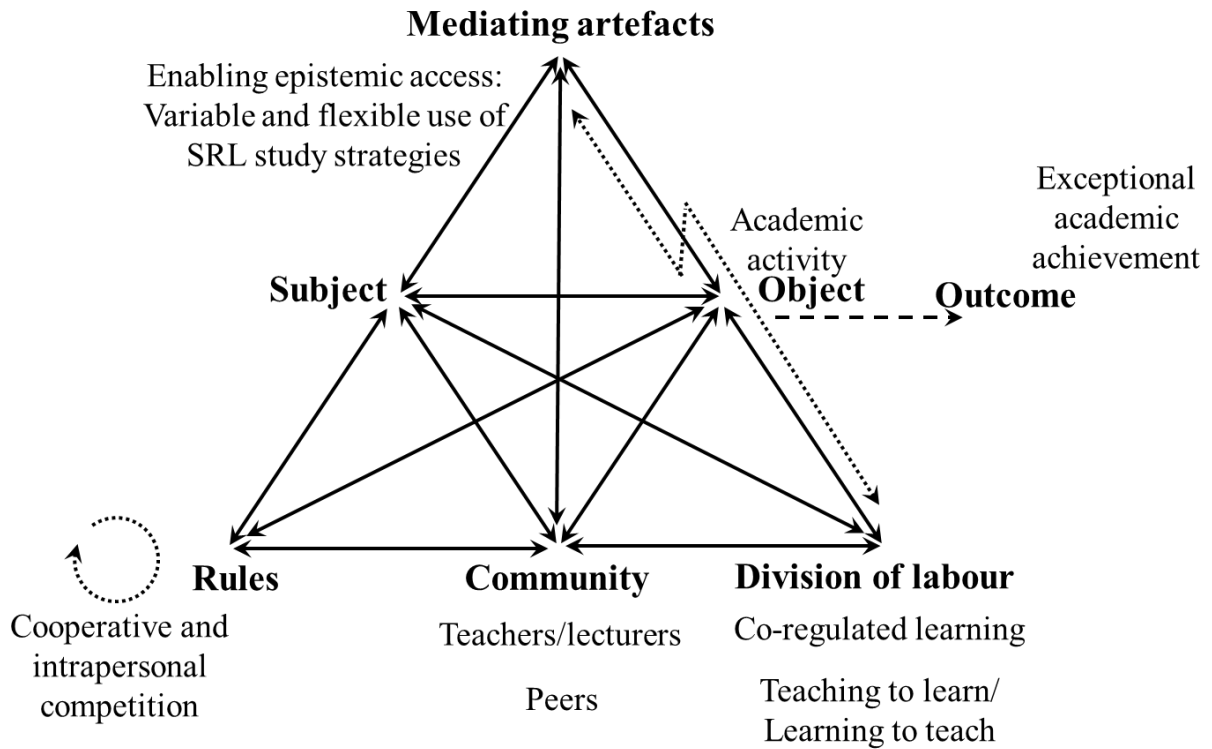 Mediating artefacts
Enabling epistemic access:
Variable and flexible use of
SRL study strategies
Exceptional
academic
achievement
Academic
activity
Subject
Object
Outcome
Rules
Community
Division of labour
Cooperative and
intrapersonal
competition
Teachers/lecturers
Peers
Co-regulated learning
Teaching to learn/
Learning to teach